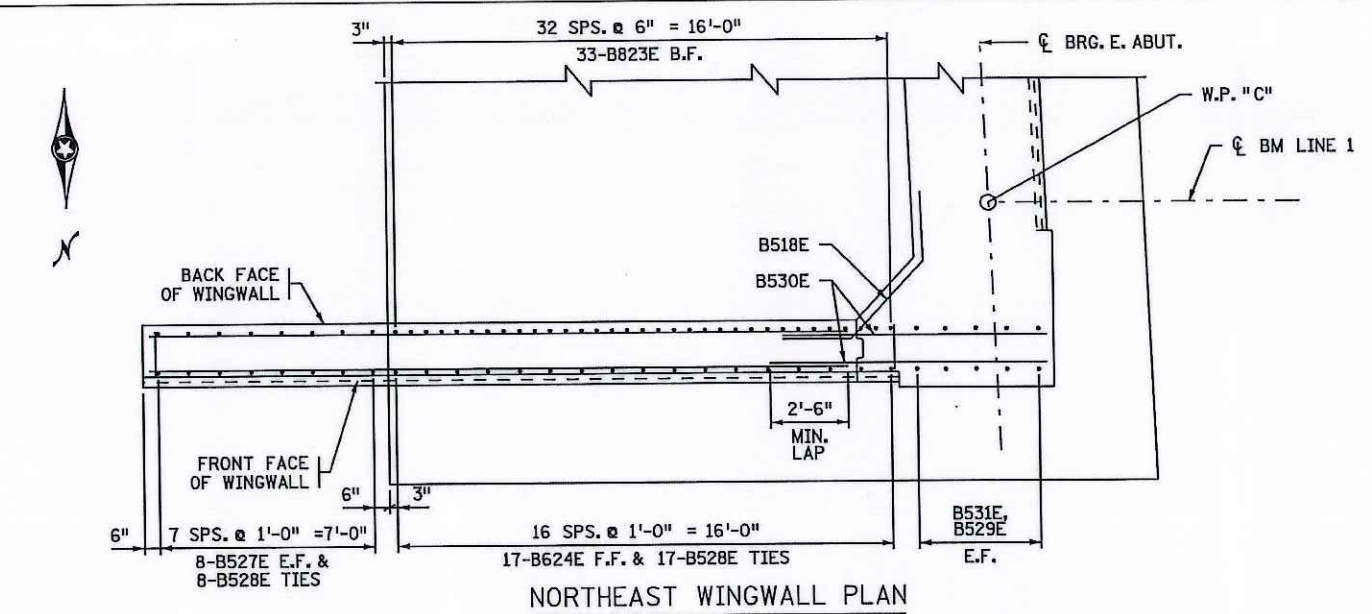 32 SPS. @ 6" = 16'-0"
3"
33-B823E B.F.
℄ BRG. E. ABUT.
W.P. "C"
℄ BM LINE 1
N
B518E
B530E
BACK FACE
OF WINGWALL
2'-6"
MIN.
LAP
FRONT FACE
OF WINGWALL
6"
3"
6"
7 SPS. @ 1'-0" =7'-0"
8-B527E E.F. &
8-B528E TIES
16 SPS. @ 1'-0" = 16'-0"
17-B624E F.F. & 17-B528E TIES
B531E,
B529E
E.F.
NORTHEAST WINGWALL PLAN